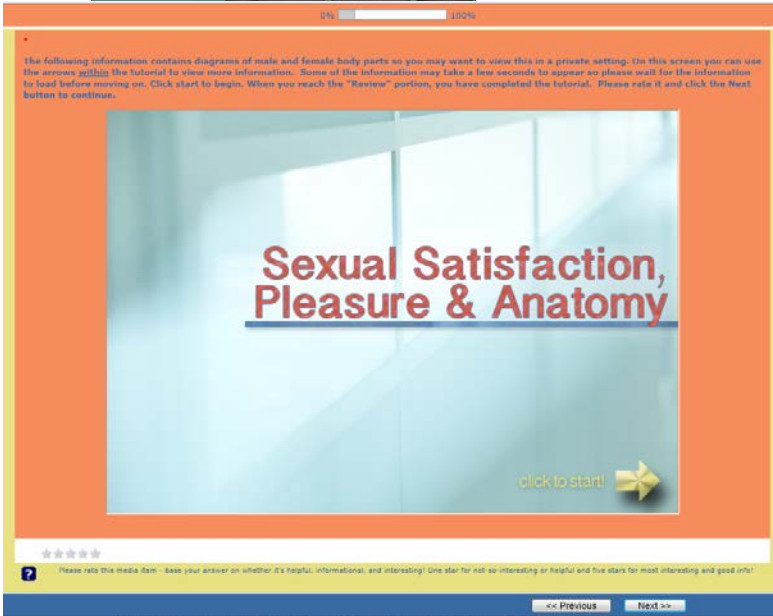 0% 100%
The following information contains diagrams of male and female body parts so you may want to view this in a private setting. On this screen you can use
the arrows within the tutorial to view more information. Some of the information may take a few seconds to appear so please wait for the information
to load before moving on. Click start to begin. When you reach the "Review" portion, you have completed the tutorial. Please rate it and click the Next
button to continue.
Sexual Satisfaction,
Pleasure & Anatomy
click to start!
? Please rate this media item - base your answer on whether it's helpful, informational, and interesting! One star for not-so-interesting or helpful and five stars for most interesting and good info!
<< Previous Next >>